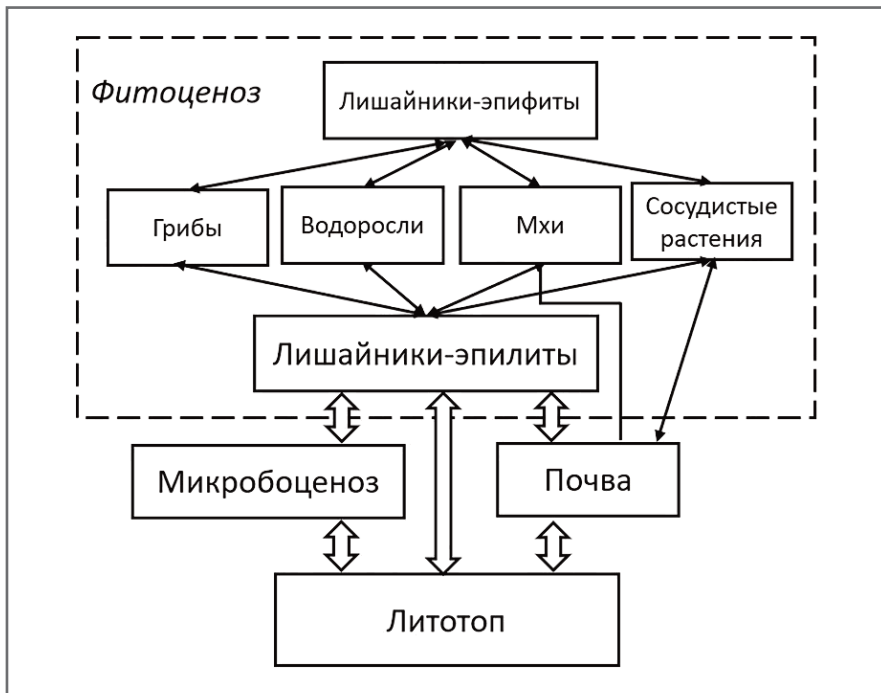 Фитоценоз
Лишайники-эпифиты
Грибы
Водоросли
Мхи
Сосудистые
растения
Лишайники-эпилиты
Микробоценоз
Почва
Литотоп